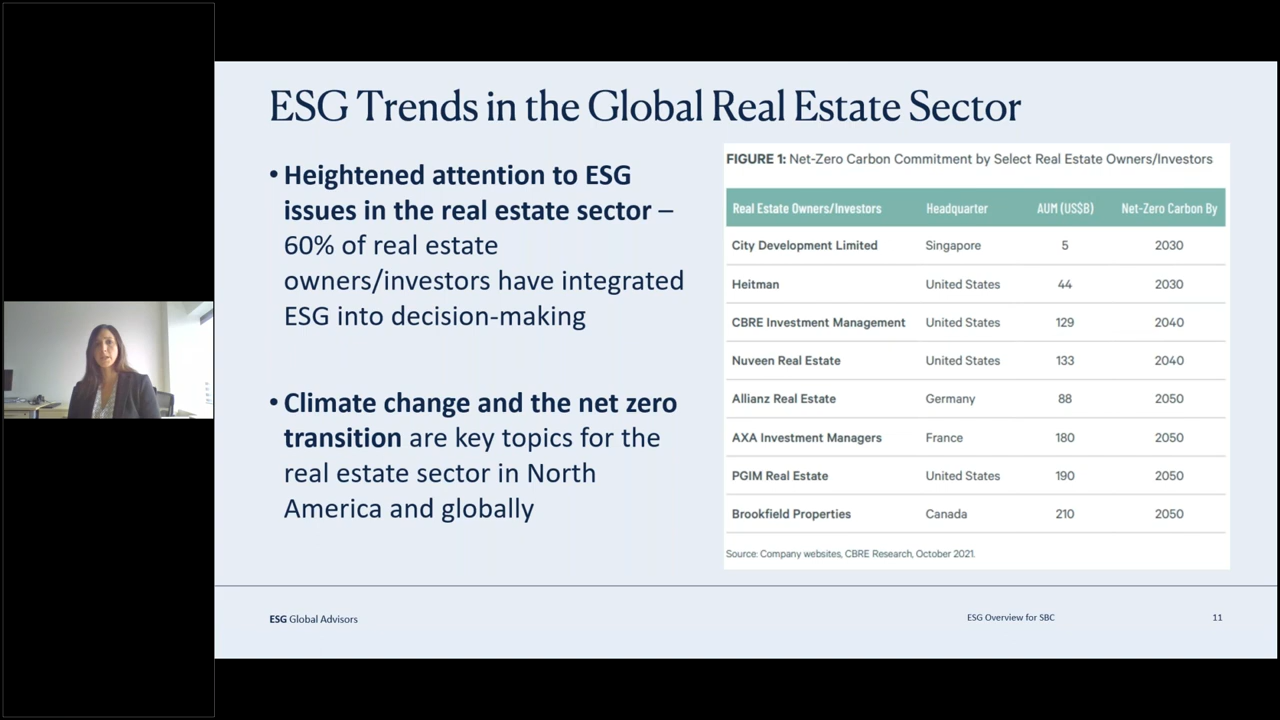 ESG Trends in the Global Real Estate Sector
• Heightened attention to ESG
issues in the real estate sector –
60% of real estate
owners/investors have integrated
ESG into decision-making
• Climate change and the net zero
transition are key topics for the
real estate sector in North
America and globally
FIGURE 1: Net-Zero Carbon Commitment by Select Real Estate Owners/Investors
Real Estate Owners/Investors Headquarter AUM (US$B) Net-Zero Carbon By
City Development Limited Singapore 5 2030
Heitman United States 44 2030
CBRE Investment Management United States 129 2040
Nuveen Real Estate United States 133 2040
Allianz Real Estate Germany 88 2050
AXA Investment Managers France 180 2050
PGIM Real Estate United States 190 2050
Brookfield Properties Canada 210 2050
Source: Company websites, CBRE Research, October 2021.
ESG Global Advisors ESG Overview for SBC 11